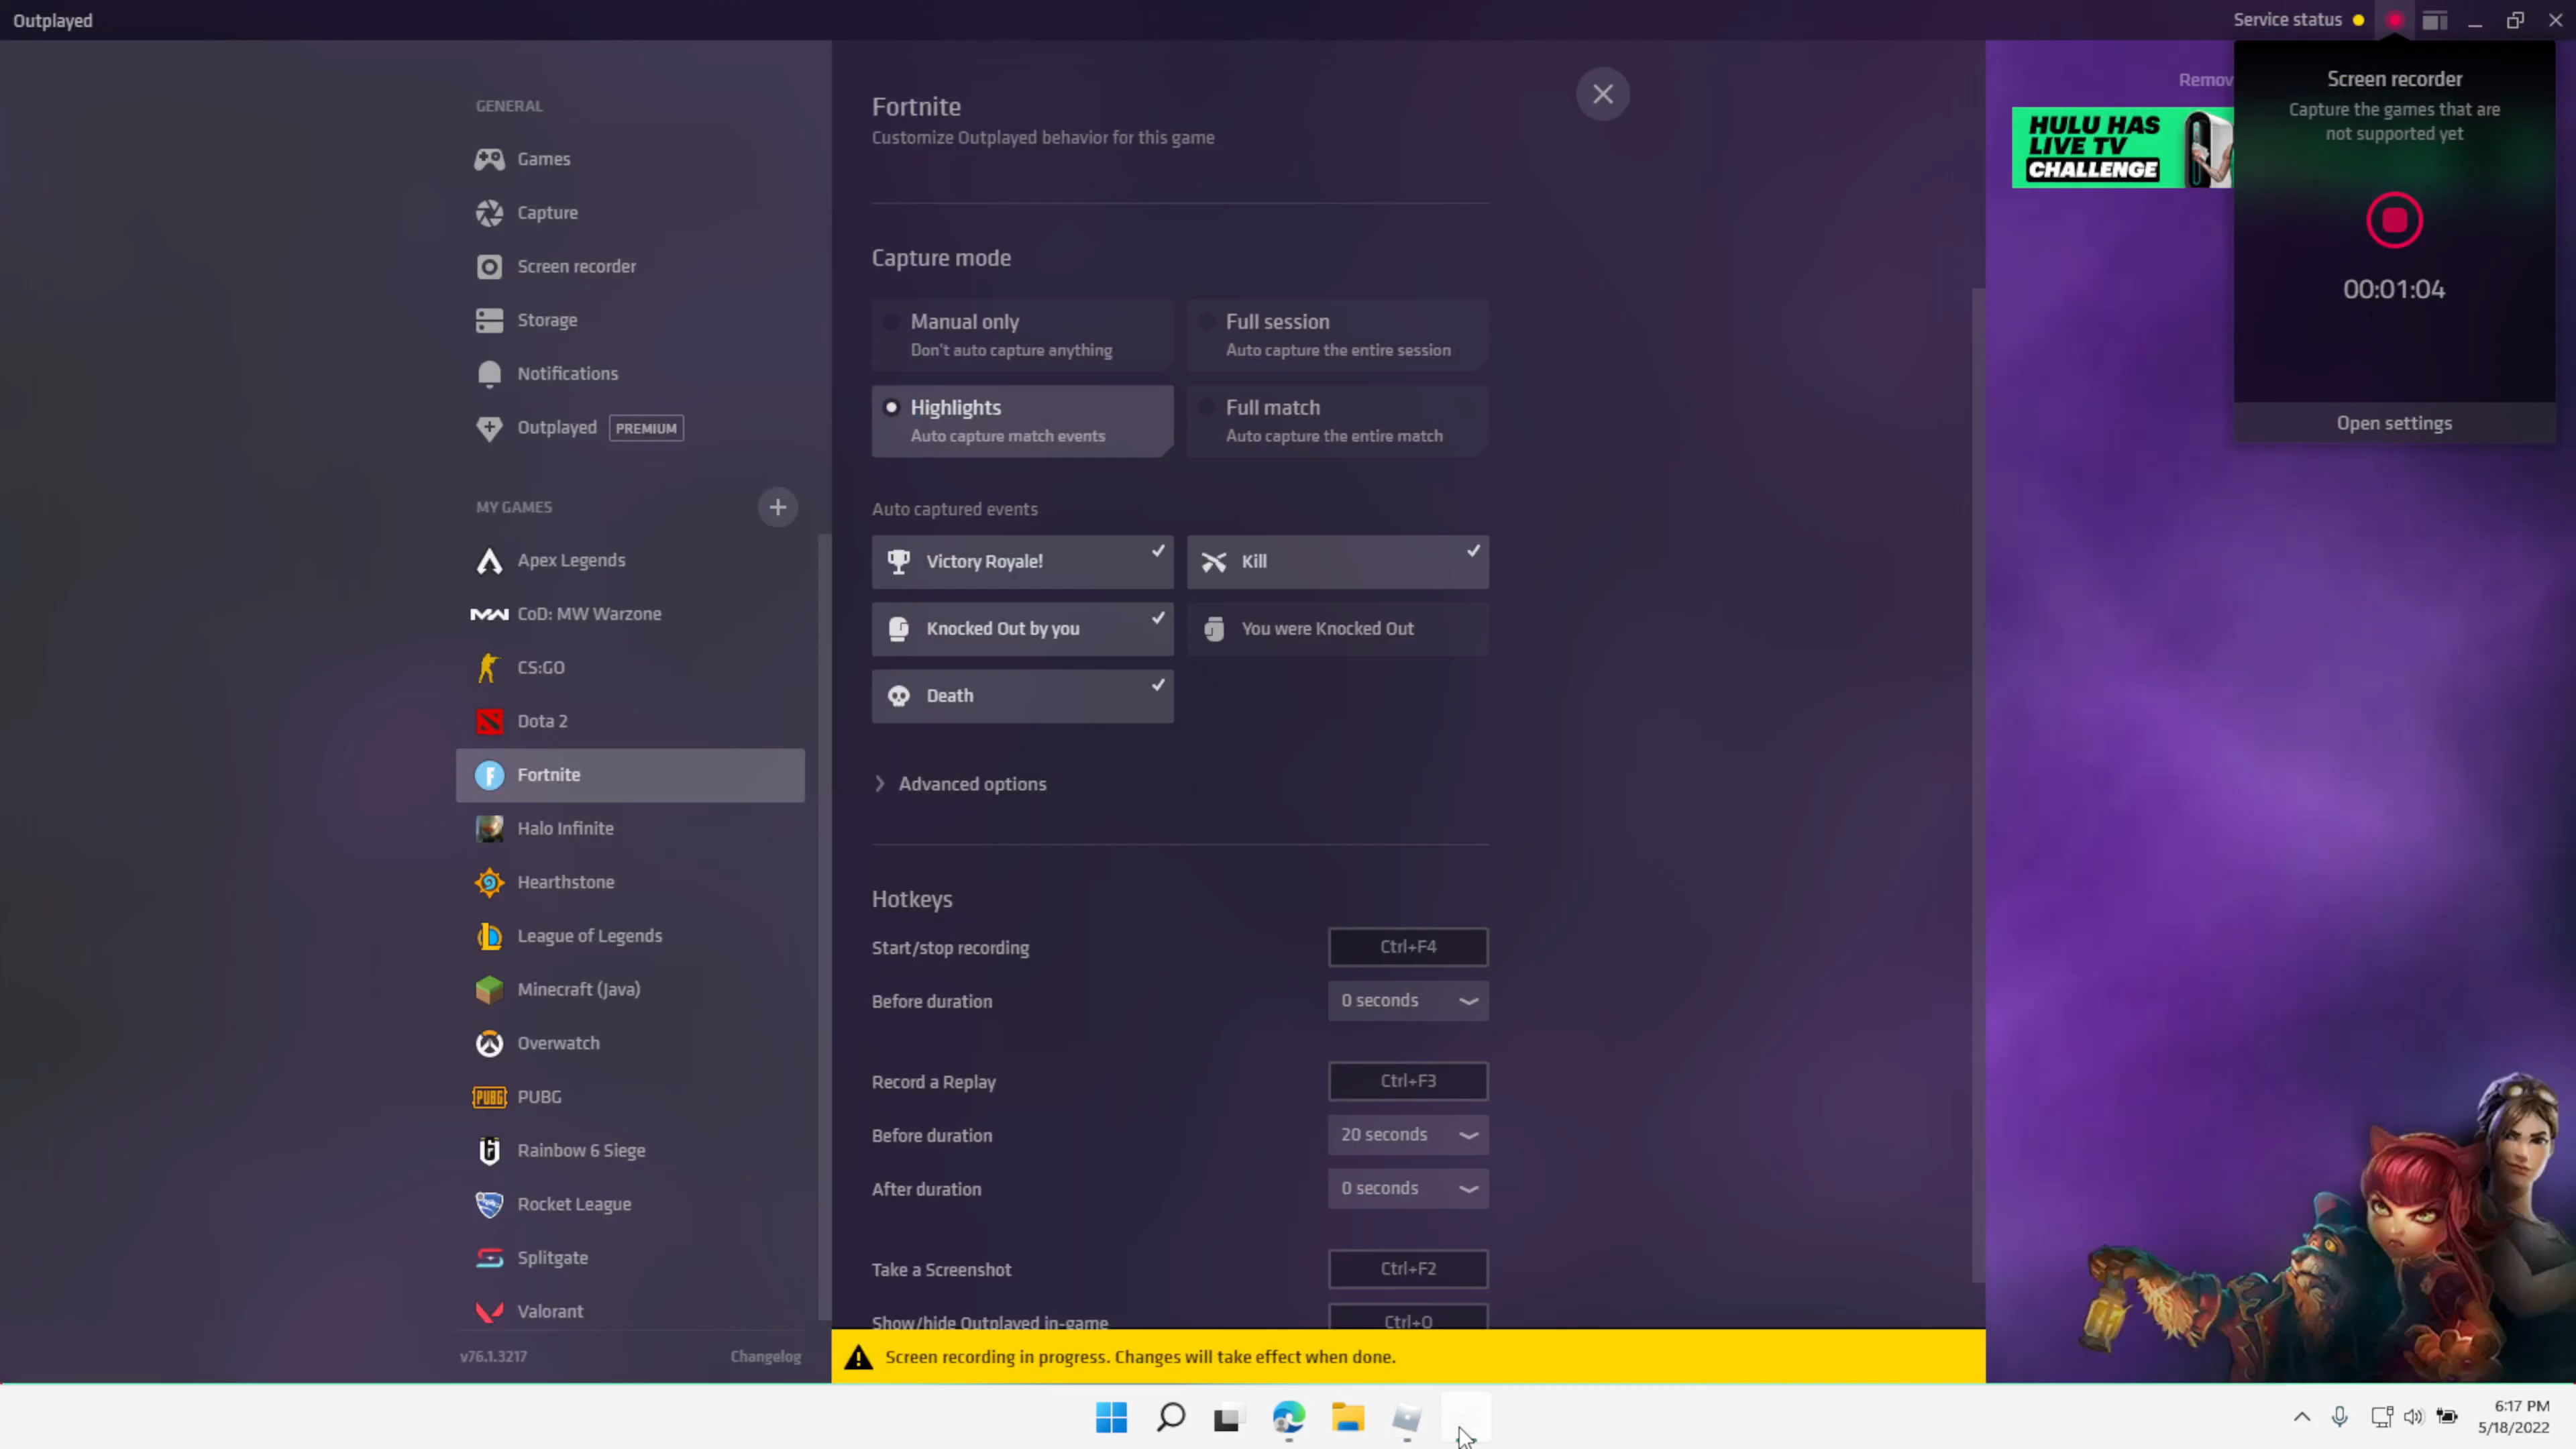 Outplayed
Service status
GENERAL
Games
Capture
Screen recorder
Storage
Notifications
Outplayed PREMIUM
MY GAMES
Apex Legends
CoD: MW Warzone
CS:GO
Dota 2
Fortnite
Halo Infinite
Hearthstone
League of Legends
Minecraft (Java)
Overwatch
PUBG
Rainbow 6 Siege
Rocket League
Splitgate
Valorant
v76.1.3217 Changelog
Fortnite
Customize Outplayed behavior for this game
Capture mode
Manual only
Don't auto capture anything
Full session
Auto capture the entire session
Highlights
Auto capture match events
Full match
Auto capture the entire match
Auto captured events
Victory Royale!
Kill
Knocked Out by you
You were Knocked Out
Death
Advanced options
Hotkeys
Start/stop recording Ctrl+F4
Before duration 0 seconds
Record a Replay Ctrl+F3
Before duration 20 seconds
After duration 0 seconds
Take a Screenshot Ctrl+F2
Show/hide Outplayed in-game Ctrl+O
Screen recording in progress. Changes will take effect when done.
HULU HAS
LIVE TV
CHALLENGE
Screen recorder
Capture the games that are
not supported yet
00:01:04
Open settings
6:17 PM
5/18/2022